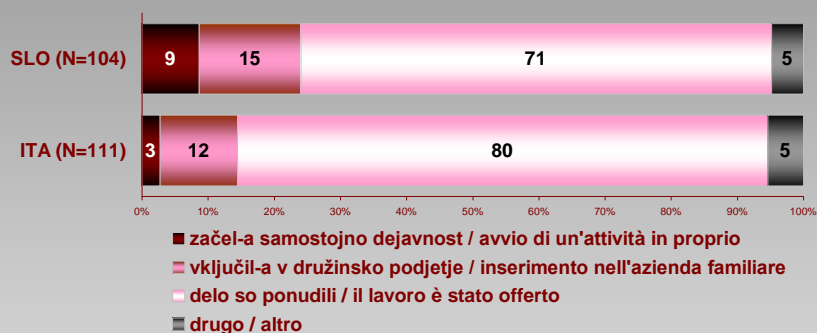 SLO (N=104)
9 15 71 5
ITA (N=111)
3 12 80 5
0% 10% 20% 30% 40% 50% 60% 70% 80% 90% 100%
začel-a samostojno dejavnost / avvio di un'attività in proprio
vključil-a v družinsko podjetje / inserimento nell'azienda familiare
delo so ponudili / il lavoro è stato offerto
drugo / altro